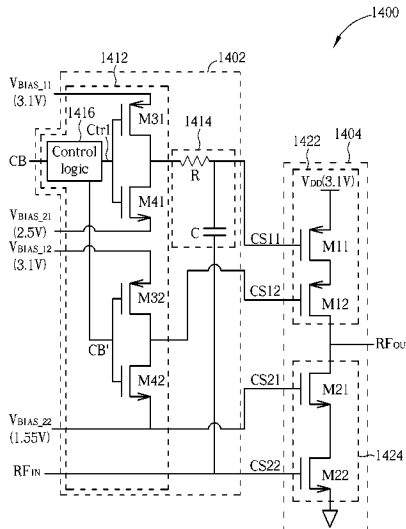 1400
1412
1402
VBIAS_11
(3.1V)
1416
Ctrl
M31
1414
1422
1404
CB
Control
logic
R
VDD(3.1V)
M41
C
CS11
M11
VBIAS_21
(2.5V)
VBIAS_12
(3.1V)
CS12
M12
M32
RFOU
CB'
M42
CS21
M21
VBIAS_22
(1.55V)
RFIN
CS22
M22
1424